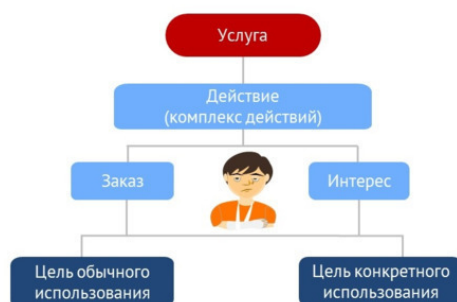 Услуга
Действие
(комплекс действий)
Заказ
Интерес
Цель обычного
использования
Цель конкретного
использования